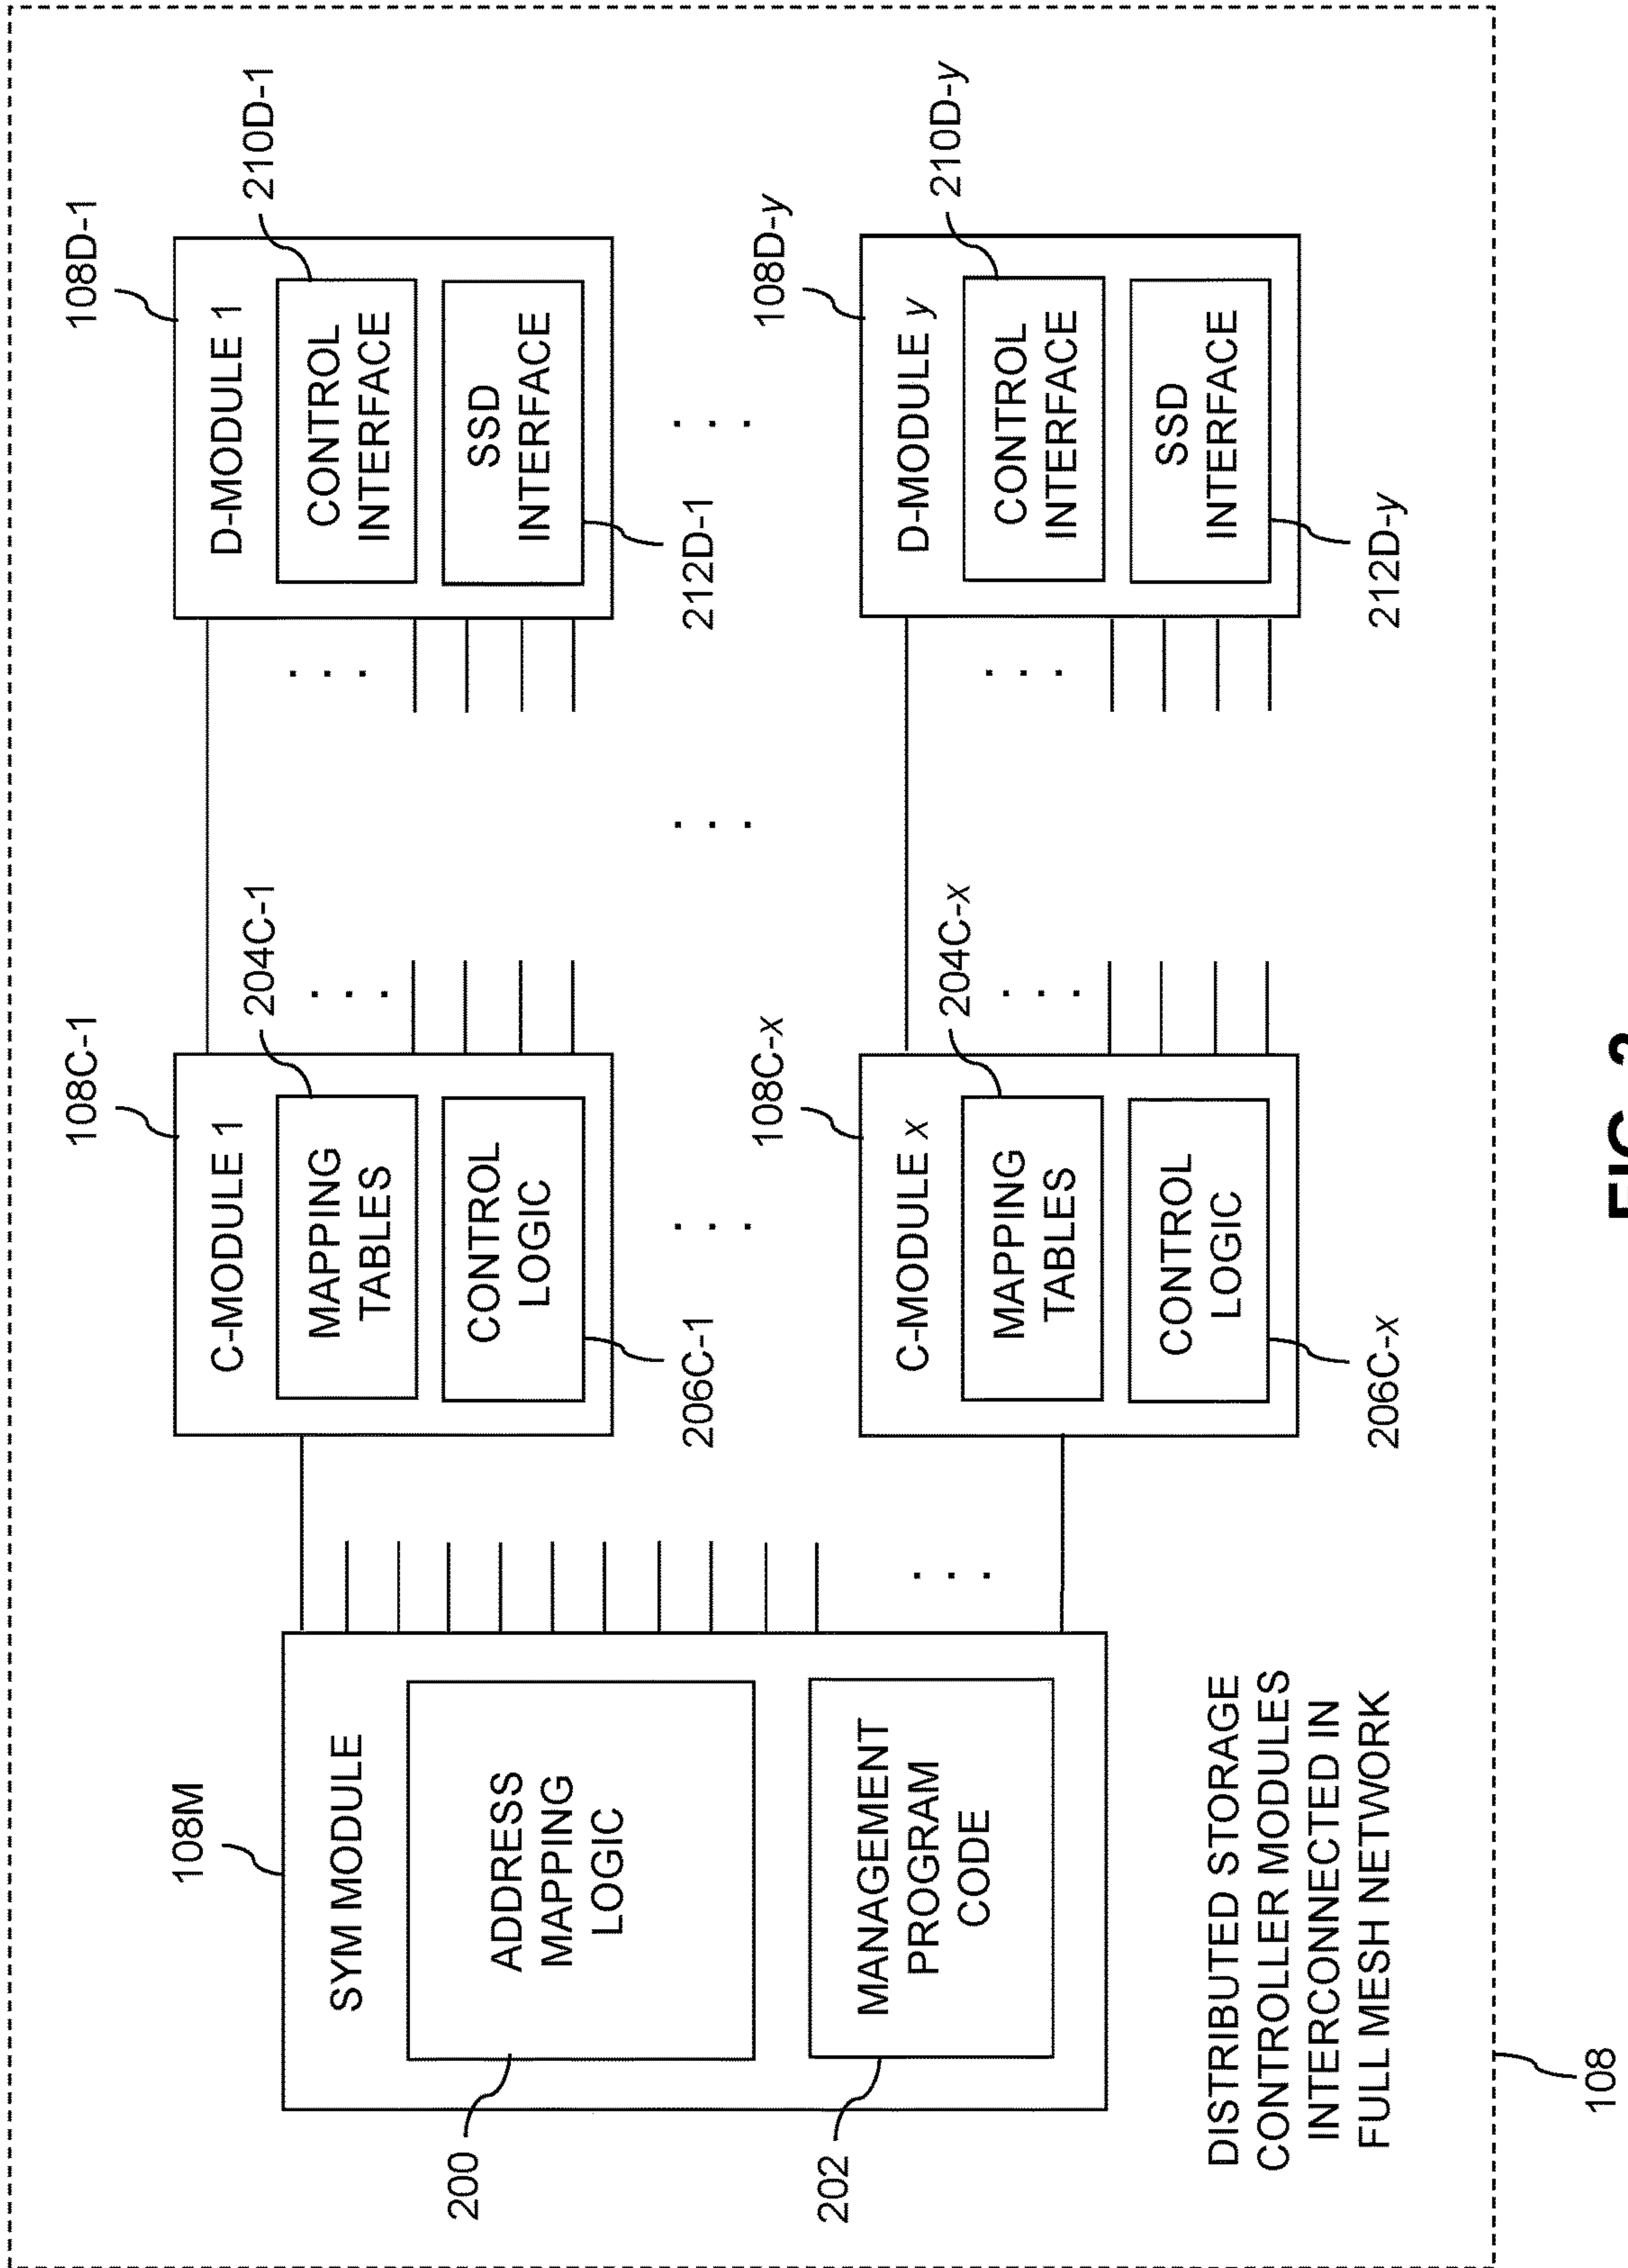 108M
SYM MODULE
ADDRESS
MAPPING
LOGIC
200
MANAGEMENT
PROGRAM
CODE
202
DISTRIBUTED STORAGE
CONTROLLER MODULES
INTERCONNECTED IN
FULL MESH NETWORK
108
108C-1
C-MODULE 1
204C-1
MAPPING
TABLES
CONTROL
LOGIC
206C-1
108C-x
C-MODULE x
204C-x
MAPPING
TABLES
CONTROL
LOGIC
206C-x
108D-1
D-MODULE 1
210D-1
CONTROL
INTERFACE
SSD
INTERFACE
212D-1
108D-y
D-MODULE y
210D-y
CONTROL
INTERFACE
SSD
INTERFACE
212D-y
FIG